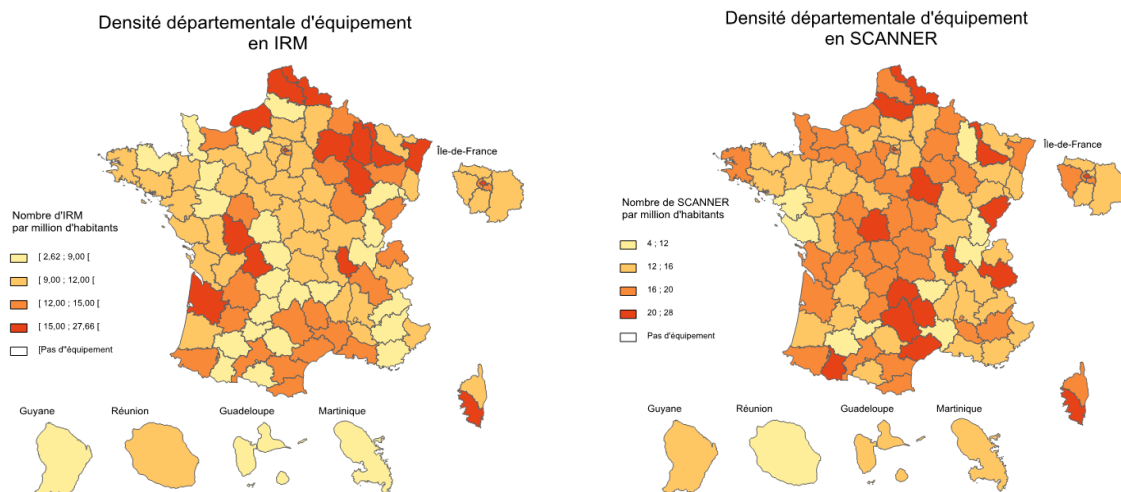 Densité départementale d'équipement
en IRM
Île-de-France
Nombre d'IRM
par million d'habitants
[ 2,62 ; 9,00 [
[ 9,00 ; 12,00 [
[ 12,00 ; 15,00 [
[ 15,00 ; 27,66 [
[Pas d''équipement
Guyane
Réunion
Guadeloupe
Martinique
Densité départementale d'équipement
en SCANNER
Île-de-France
Nombre de SCANNER
par million d'habitants
4 ; 12
12 ; 16
16 ; 20
20 ; 28
Pas d'équipement
Guyane
Réunion
Guadeloupe
Martinique